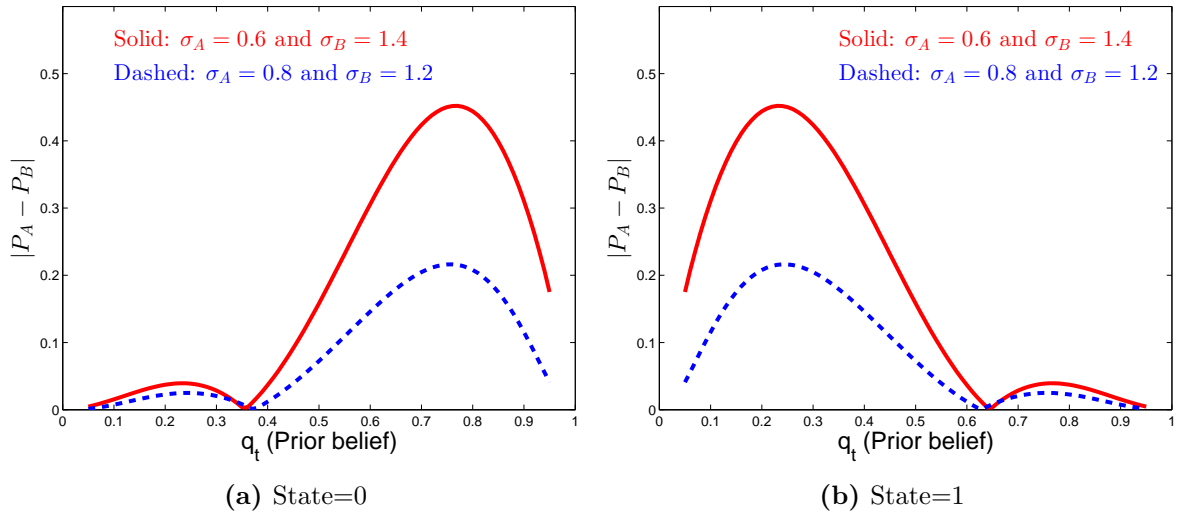 Solid: σ_A = 0.6 and σ_B = 1.4
Dashed: σ_A = 0.8 and σ_B = 1.2
|P_A − P_B|
0.5
0.4
0.3
0.2
0.1
0
0 0.1 0.2 0.3 0.4 0.5 0.6 0.7 0.8 0.9 1
q_t (Prior belief)
(a) State=0
Solid: σ_A = 0.6 and σ_B = 1.4
Dashed: σ_A = 0.8 and σ_B = 1.2
|P_A − P_B|
0.5
0.4
0.3
0.2
0.1
0
0 0.1 0.2 0.3 0.4 0.5 0.6 0.7 0.8 0.9 1
q_t (Prior belief)
(b) State=1